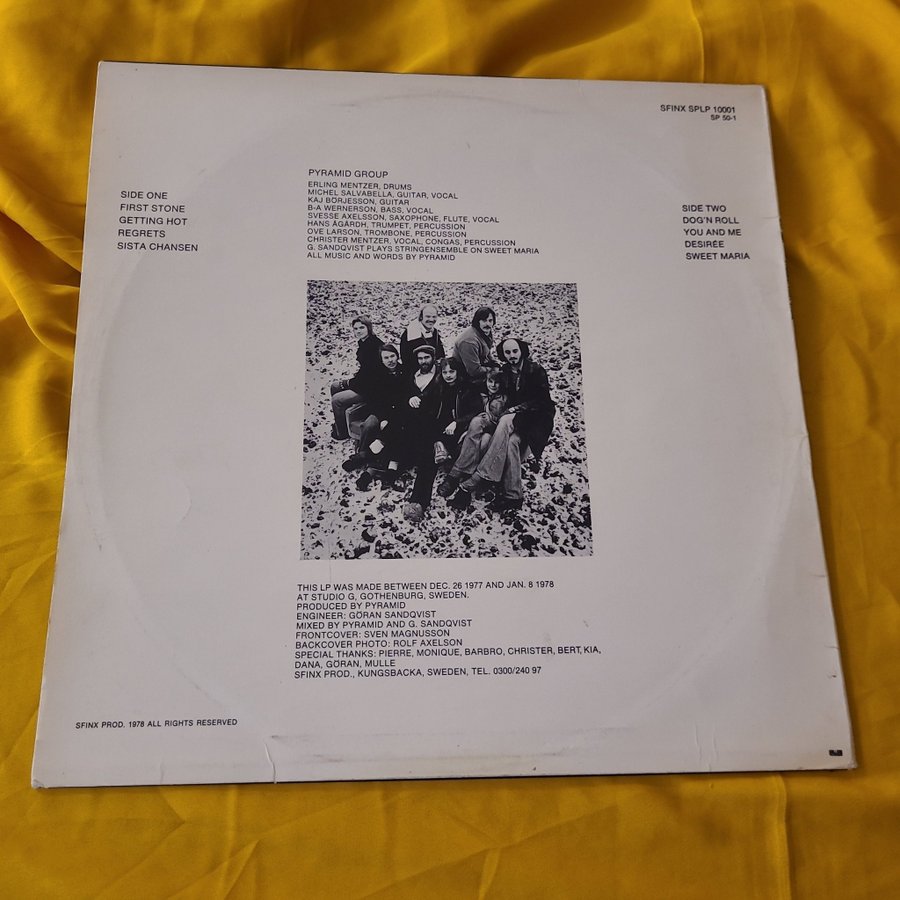 SFINX SPLP 10001
SP 50-1
SIDE ONE
FIRST STONE
GETTING HOT
REGRETS
SISTA CHANSEN
PYRAMID GROUP
ERLING MENTZER, DRUMS
MICHEL SALVABELLA, GUITAR, VOCAL
KAJ BÖRJESSON, GUITAR
B-A WERNERSON, BASS, VOCAL
SVESSE AXELSSON, SAXOPHONE, FLUTE, VOCAL
HANS ÅGÄRDH, TRUMPET, PERCUSSION
OVE LARSON, TROMBONE, PERCUSSION
CHRISTER MENTZER, VOCAL, CONGAS, PERCUSSION
G. SANDQVIST PLAYS STRINGENSEMBLE ON SWEET MARIA
ALL MUSIC AND WORDS BY PYRAMID
SIDE TWO
DOG'N ROLL
YOU AND ME
DESIRÉE
SWEET MARIA
THIS LP WAS MADE BETWEEN DEC. 26 1977 AND JAN. 8 1978
AT STUDIO G, GOTHENBURG, SWEDEN.
PRODUCED BY PYRAMID
ENGINEER: GÖRAN SANDQVIST
MIXED BY PYRAMID AND G. SANDQVIST
FRONTCOVER: SVEN MAGNUSSON
BACKCOVER PHOTO: ROLF AXELSON
SPECIAL THANKS: PIERRE, MONIQUE, BARBRO, CHRISTER, BERT, KIA,
DANA, GÖRAN, MULLE
SFINX PROD., KUNGSBACKA, SWEDEN, TEL. 0300/240 97
SFINX PROD. 1978 ALL RIGHTS RESERVED